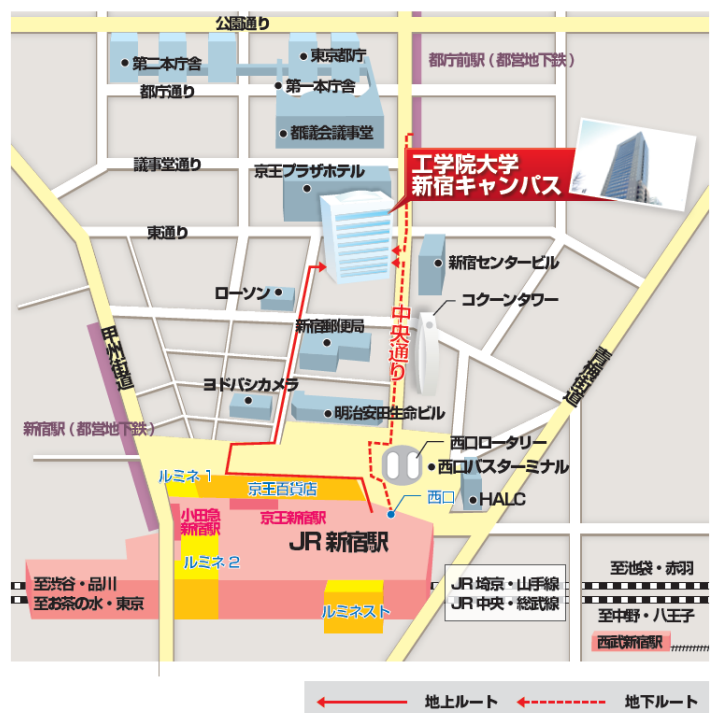 公園通り
第二本庁舎
東京都庁
都庁前駅（都営地下鉄）
第一本庁舎
都庁通り
都議会議事堂
議事堂通り
京王プラザホテル
工学院大学
新宿キャンパス
東通り
新宿センタービル
ローソン
コクーンタワー
中央通り
新宿郵便局
甲州街道
青梅街道
ヨドバシカメラ
明治安田生命ビル
新宿駅（都営地下鉄）
西口ロータリー
西口バスターミナル
ルミネ1
京王百貨店
西口
HALC
小田急
新宿駅
京王新宿駅
JR 新宿駅
ルミネ2
至渋谷・品川
至お茶の水・東京
ルミネスト
JR 埼京・山手線
JR 中央・総武線
至池袋・赤羽
至中野・八王子
西武新宿駅
地上ルート
地下ルート